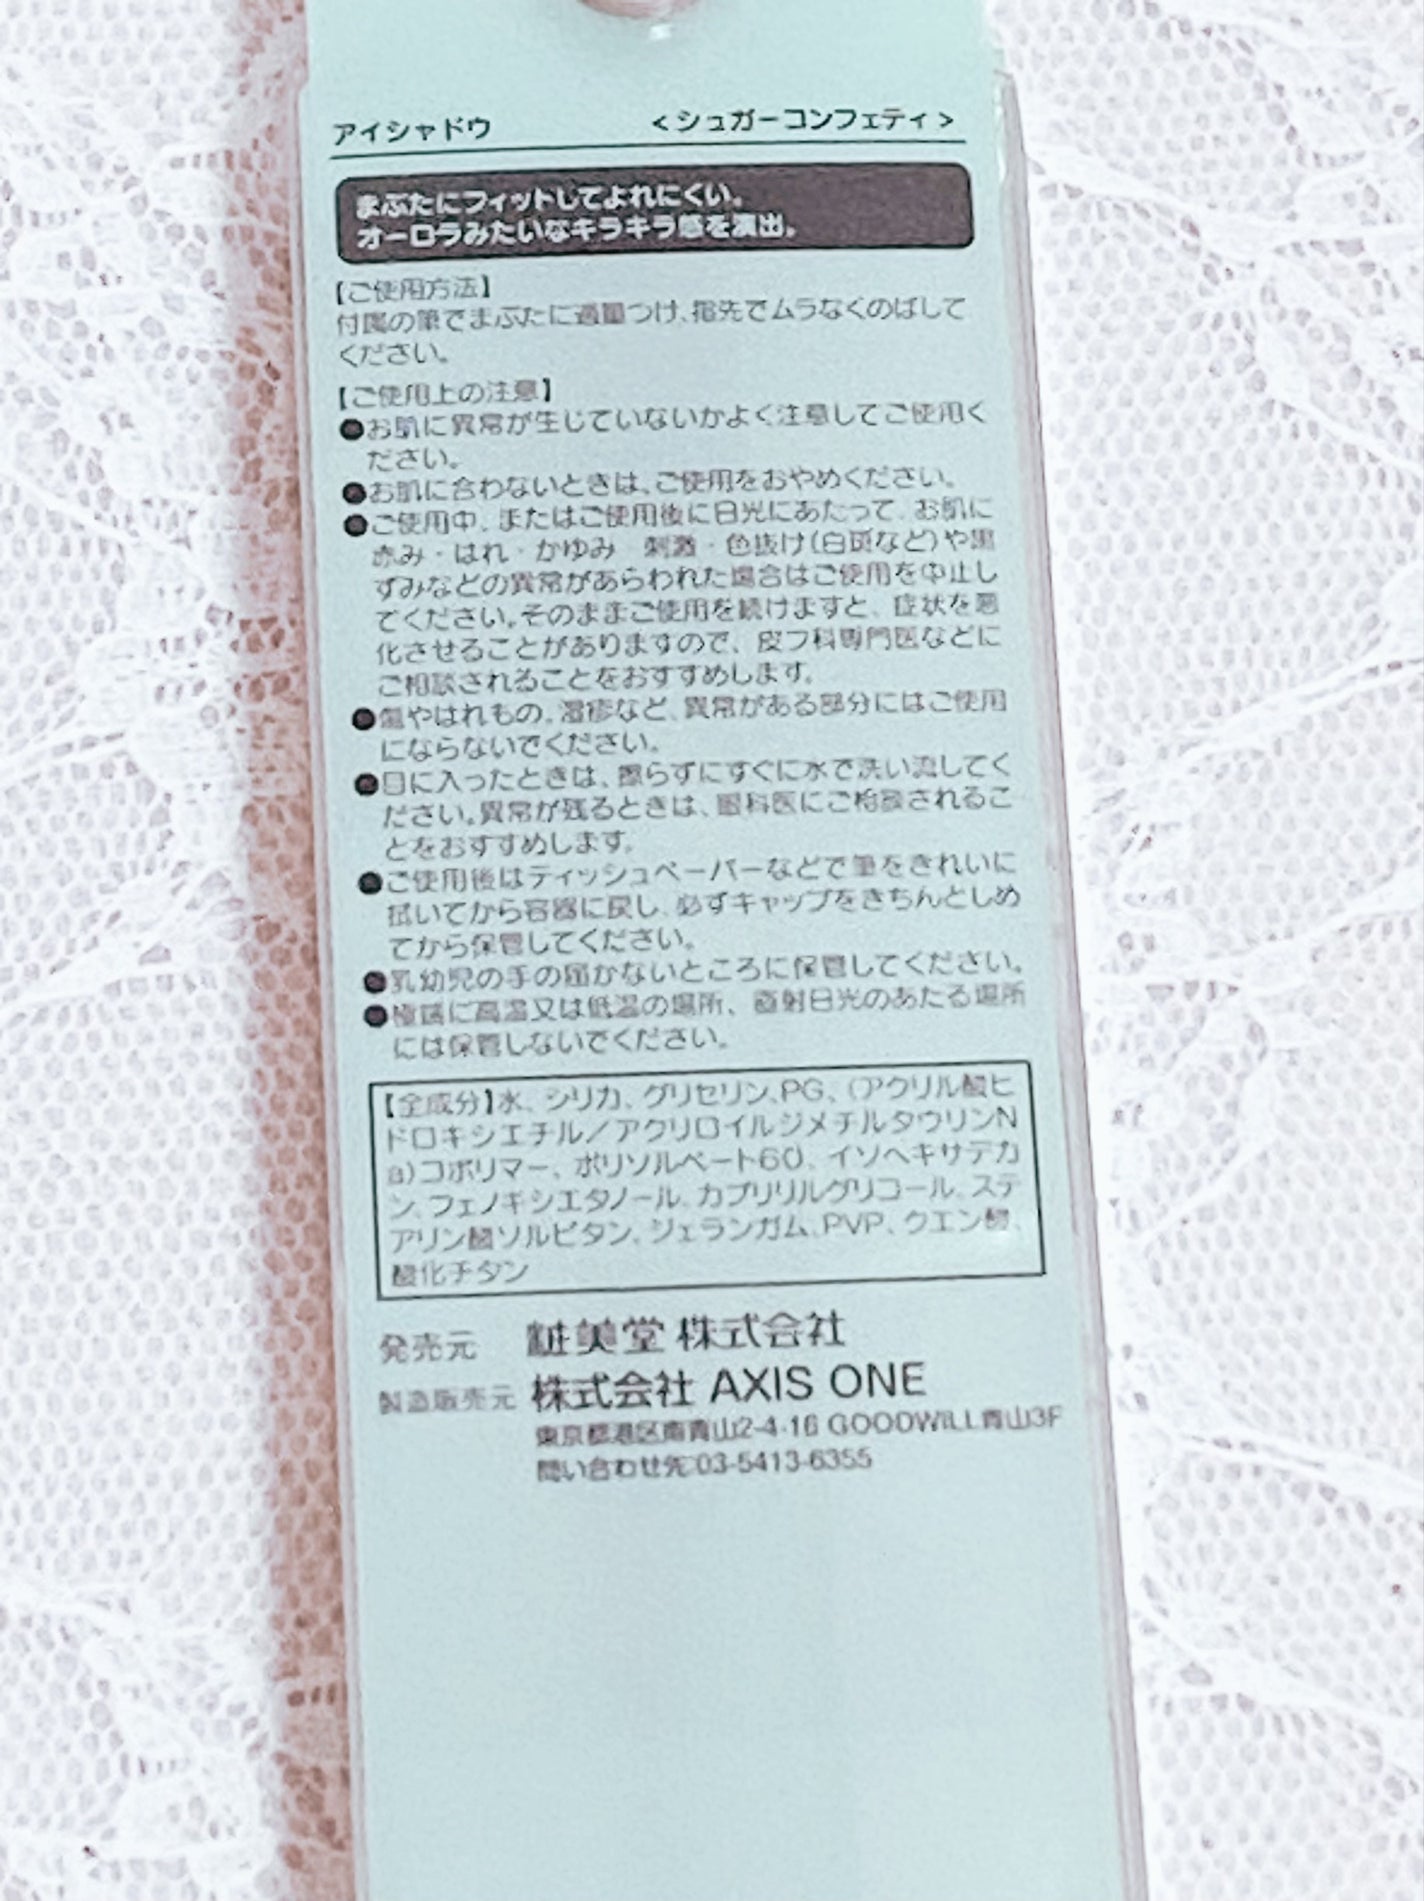 アイシャドウ <シュガーコンフェティ>
まぶたにフィットしてよれにくい。
オーロラみたいなキラキラ感を演出。
【ご使用方法】
付属の筆でまぶたに適量つけ、指先でムラなくのばして
ください。
【ご使用上の注意】
●お肌に異常が生じていないかよく注意してご使用く
ださい。
●お肌に合わないときは、ご使用をおやめください。
●ご使用中、またはご使用後に日光にあたって、お肌に
赤み・はれ・かゆみ・刺激・色抜け(白斑など)や黒
ずみなどの異常があらわれた場合はご使用を中止し
てください。そのままご使用を続けますと、症状を悪
化させることがありますので、皮フ科専門医などに
ご相談されることをおすすめします。
●傷やはれもの、湿疹など、異常がある部分にはご使用
にならないでください。
●目に入ったときは、擦らずにすぐに水で洗い流してく
ださい。異常が残るときは、眼科医にご相談されるこ
とをおすすめします。
●ご使用後はティッシュペーパーなどで筆をきれいに
拭いてから容器に戻し、必ずキャップをきちんとしめ
てから保管してください。
●乳幼児の手の届かないところに保管してください。
●極端に高温又は低温の場所、直射日光のあたる場所
には保管しないでください。
【全成分】水、シリカ、グリセリン、PG、(アクリル酸ヒ
ドロキシエチル/アクリロイルジメチルタウリンN
a)コポリマー、ポリソルベート60、イソヘキサデカ
ン、フェノキシエタノール、カプリリルグリコール、ステ
アリン酸ソルビタン、ジェランガム、PVP、クエン酸、
酸化チタン
発売元 粧美堂 株式会社
製造販売元 株式会社 AXIS ONE
東京都港区南青山2-4-16 GOODWILL青山3F
問い合わせ先:03-5413-6355